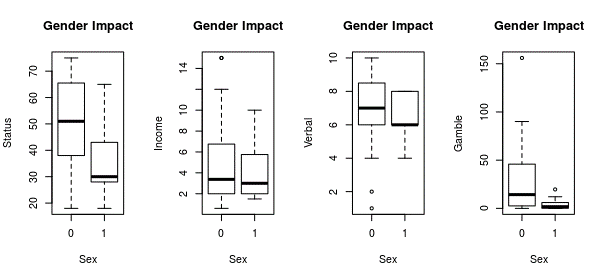 Gender Impact
Status
20 30 40 50 60 70
0 1
Sex
Gender Impact
Income
2 4 6 8 10 14
0 1
Sex
Gender Impact
Verbal
2 4 6 8 10
0 1
Sex
Gender Impact
Gamble
0 50 100 150
0 1
Sex